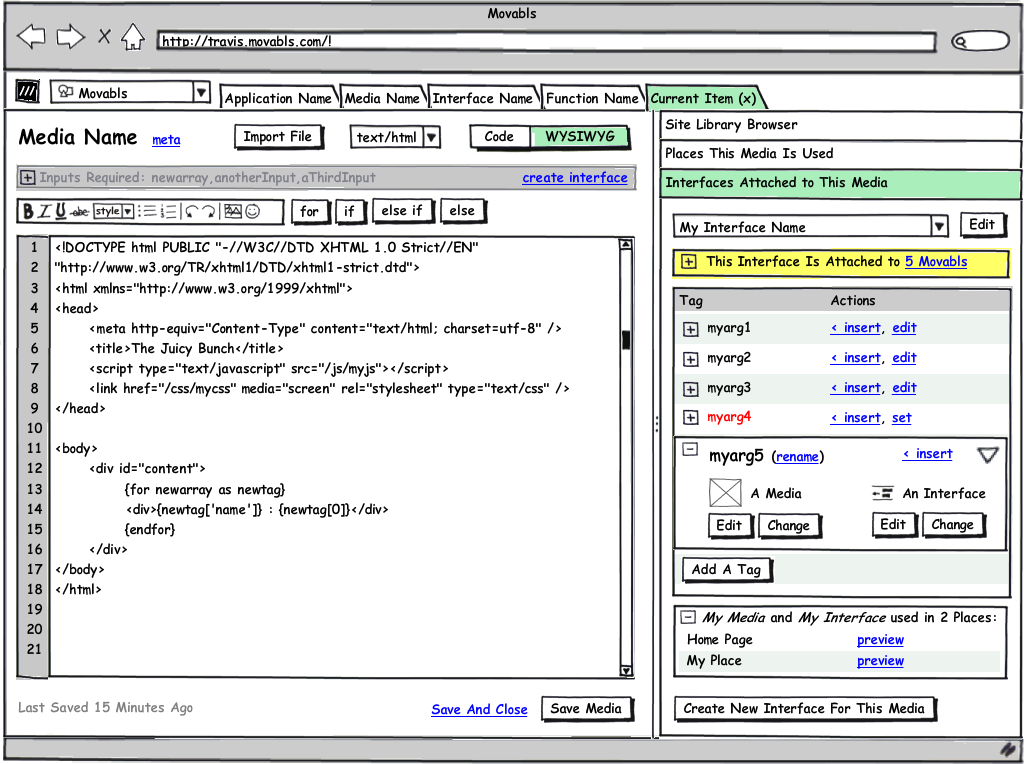 Movabls
http://travis.movabls.com/!
Movabls
Application Name
Media Name
Interface Name
Function Name
Current Item (x)
Media Name meta
Import File
text/html
Code WYSIWYG
Inputs Required: newarray,anotherInput,aThirdInput
create interface
B I U abc style
for
if
else if
else
1 <!DOCTYPE html PUBLIC "-//W3C//DTD XHTML 1.0 Strict//EN"
2 "http://www.w3.org/TR/xhtml1/DTD/xhtml1-strict.dtd">
3 <html xmlns="http://www.w3.org/1999/xhtml">
4 <head>
5 <meta http-equiv="Content-Type" content="text/html; charset=utf-8" />
6 <title>The Juicy Bunch</title>
7 <script type="text/javascript" src="/js/myjs"></script>
8 <link href="/css/mycss" media="screen" rel="stylesheet" type="text/css" />
9 </head>
10
11 <body>
12 <div id="content">
13 {for newarray as newtag}
14 <div>{newtag['name']} : {newtag[0]}</div>
15 {endfor}
16 </div>
17 </body>
18 </html>
19
20
21
Last Saved 15 Minutes Ago
Save And Close
Save Media
Site Library Browser
Places This Media Is Used
Interfaces Attached to This Media
My Interface Name
Edit
This Interface Is Attached to 5 Movabls
Tag Actions
myarg1 < insert, edit
myarg2 < insert, edit
myarg3 < insert, edit
myarg4 < insert, set
myarg5 (rename) < insert
A Media An Interface
Edit Change Edit Change
Add A Tag
My Media and My Interface used in 2 Places:
Home Page preview
My Place preview
Create New Interface For This Media